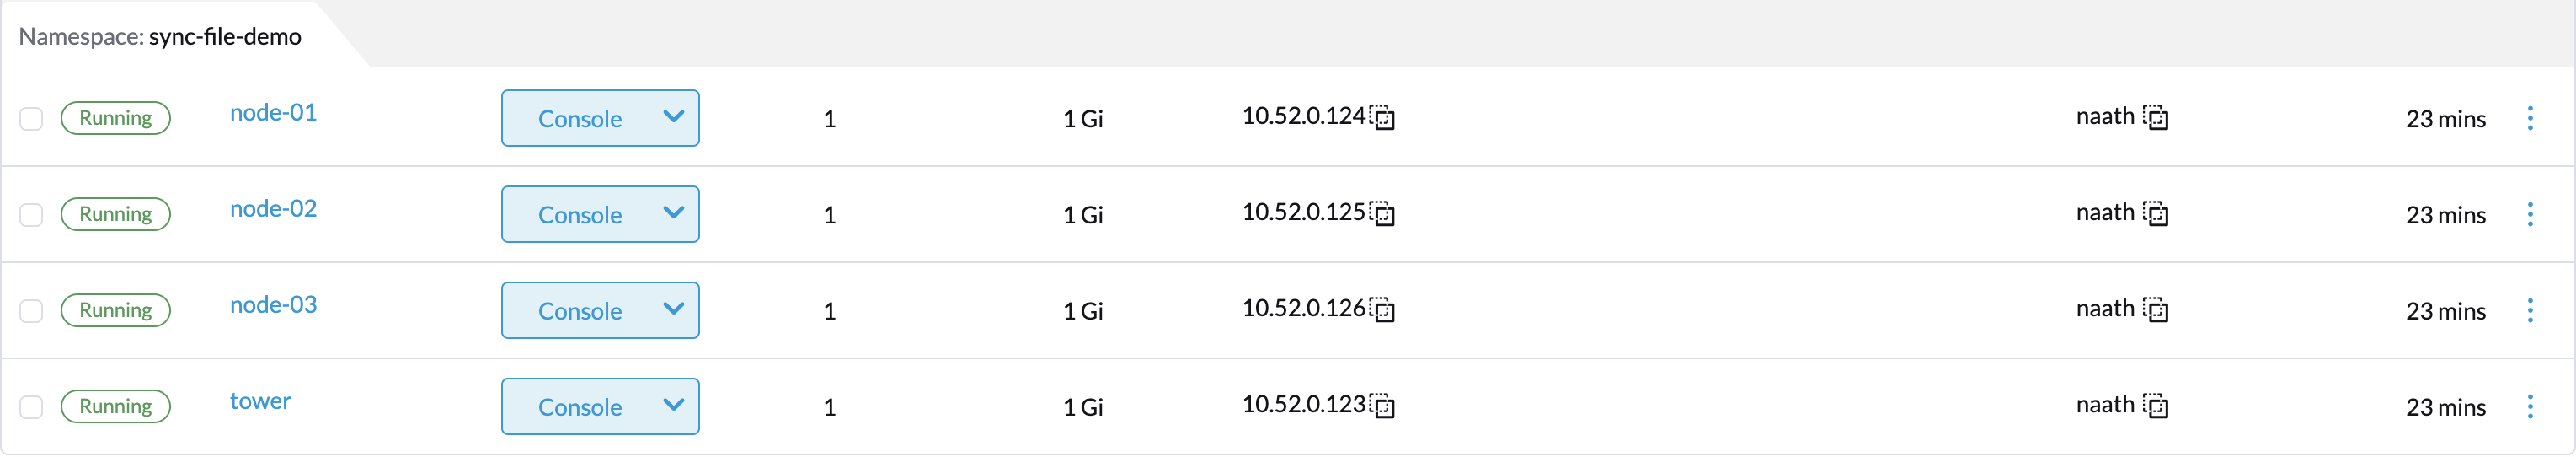 Namespace: sync-file-demo
Running node-01 Console 1 1 Gi 10.52.0.124 naath 23 mins
Running node-02 Console 1 1 Gi 10.52.0.125 naath 23 mins
Running node-03 Console 1 1 Gi 10.52.0.126 naath 23 mins
Running tower Console 1 1 Gi 10.52.0.123 naath 23 mins